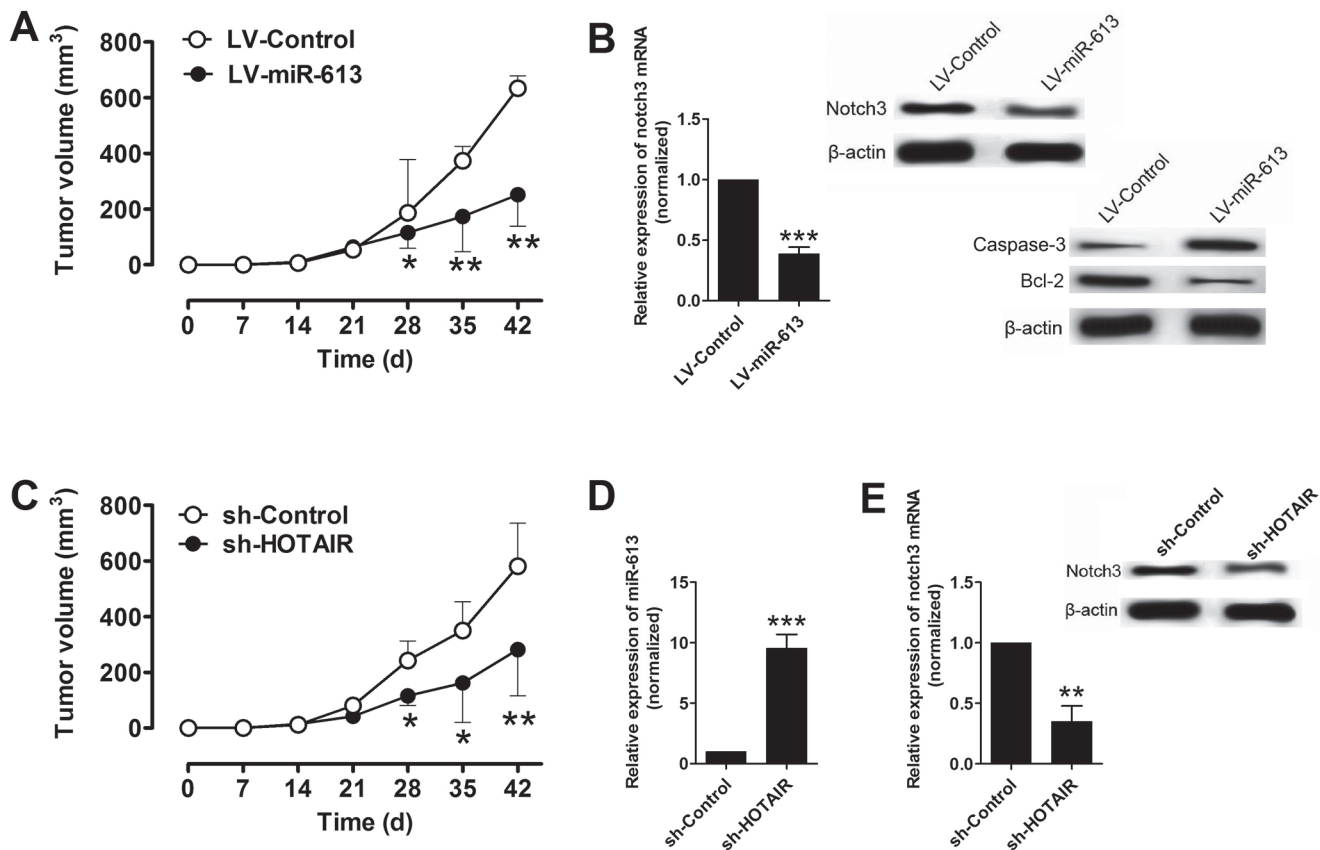 A
Tumor volume (mm³)
800
600
400
200
0
LV-Control
LV-miR-613
* ** **
0 7 14 21 28 35 42
Time (d)
B
Relative expression of notch3 mRNA
(normalized)
1.5
1.0
0.5
0.0
***
LV-Control
LV-miR-613
LV-Control LV-miR-613
Notch3
β-actin
LV-Control LV-miR-613
Caspase-3
Bcl-2
β-actin
C
Tumor volume (mm³)
800
600
400
200
0
sh-Control
sh-HOTAIR
* * **
0 7 14 21 28 35 42
Time (d)
D
Relative expression of miR-613
(normalized)
15
10
5
0
***
sh-Control
sh-HOTAIR
E
Relative expression of notch3 mRNA
(normalized)
1.5
1.0
0.5
0.0
**
sh-Control
sh-HOTAIR
sh-Control sh-HOTAIR
Notch3
β-actin